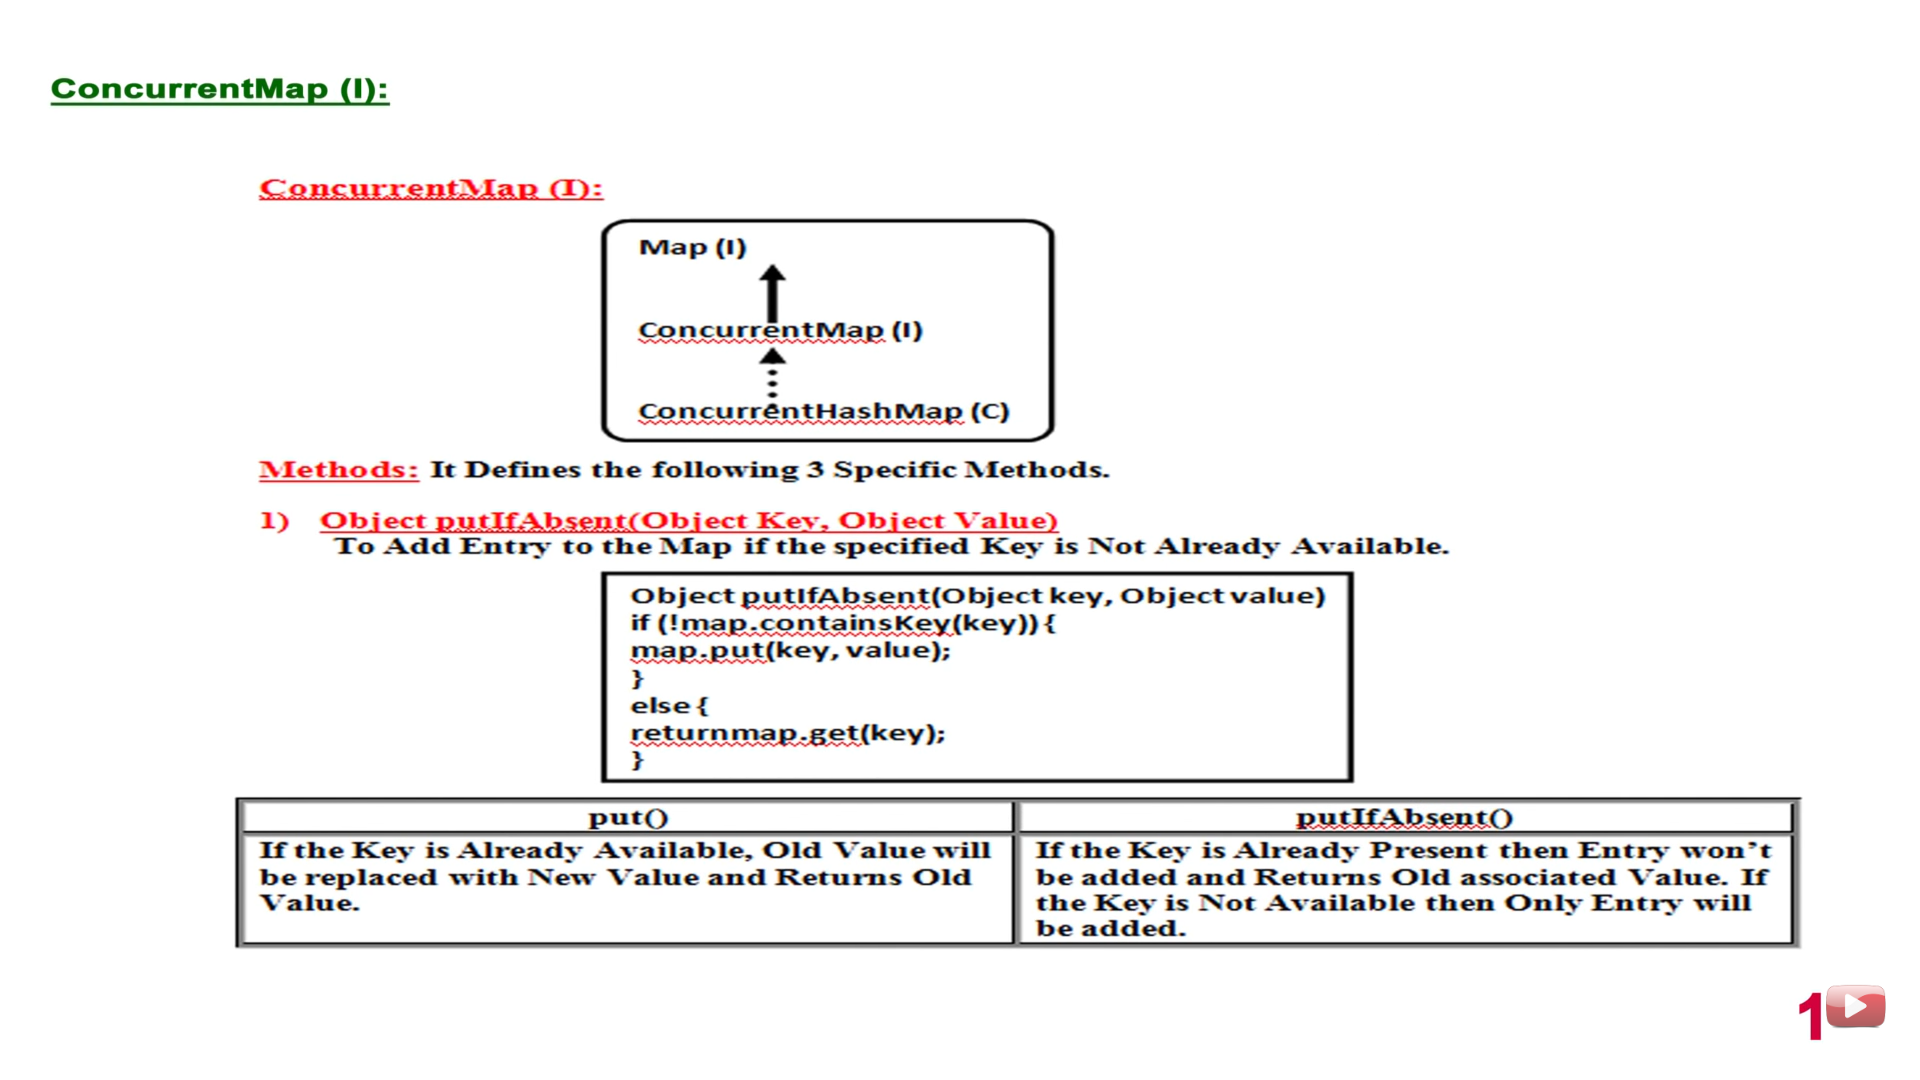 ConcurrentMap (I):
ConcurrentMap (I):
Map (I)
ConcurrentMap (I)
ConcurrentHashMap (C)
Methods: It Defines the following 3 Specific Methods.
1) Object putIfAbsent(Object Key, Object Value)
To Add Entry to the Map if the specified Key is Not Already Available.
Object putIfAbsent(Object key, Object value)
if (!map.containsKey(key)) {
map.put(key, value);
}
else {
returnmap.get(key);
}
put()
If the Key is Already Available, Old Value will
be replaced with New Value and Returns Old
Value.
putIfAbsent()
If the Key is Already Present then Entry won’t
be added and Returns Old associated Value. If
the Key is Not Available then Only Entry will
be added.
1